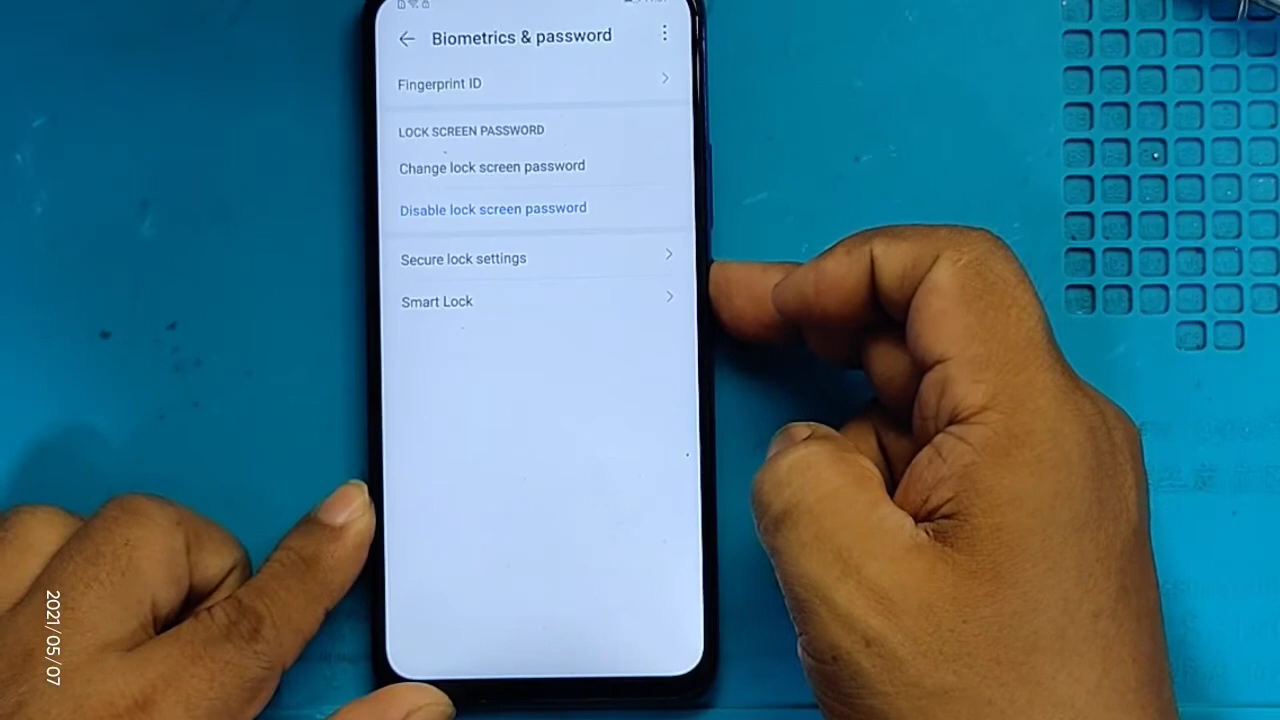 Biometrics & password
Fingerprint ID
LOCK SCREEN PASSWORD
Change lock screen password
Disable lock screen password
Secure lock settings
Smart Lock
2021/05/07